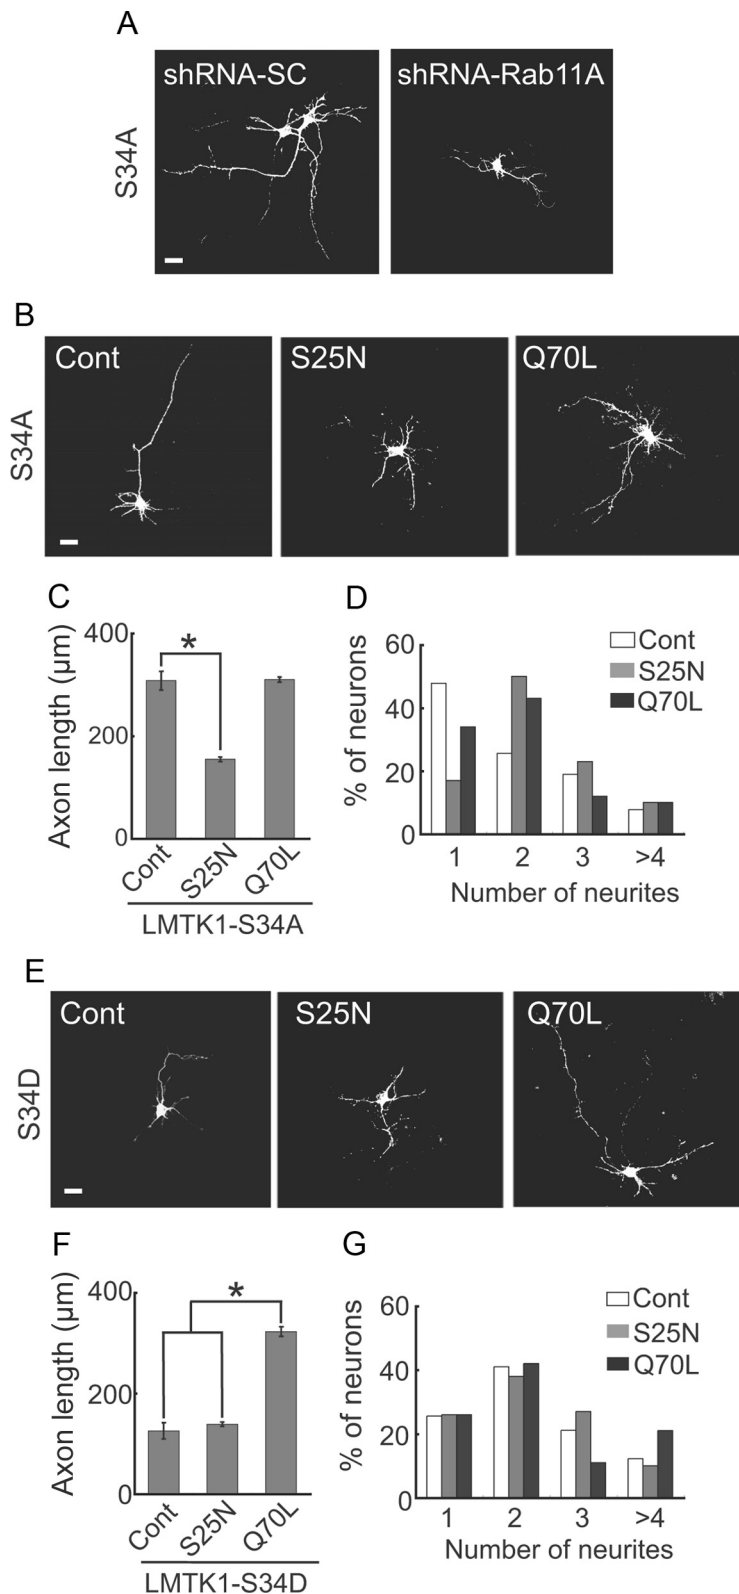 A
shRNA-SC
shRNA-Rab11A
S34A
B
Cont
S25N
Q70L
S34A
C
Axon length (µm)
400
200
0
*
Cont
S25N
Q70L
LMTK1-S34A
D
% of neurons
60
40
20
0
Cont
S25N
Q70L
1 2 3 >4
Number of neurites
E
Cont
S25N
Q70L
S34D
F
Axon length (µm)
400
200
0
*
Cont
S25N
Q70L
LMTK1-S34D
G
% of neurons
60
40
20
0
Cont
S25N
Q70L
1 2 3 >4
Number of neurites